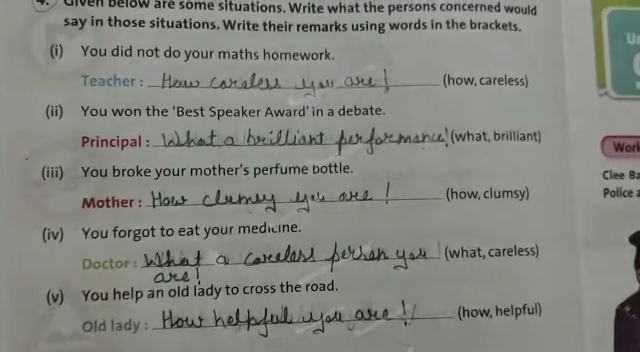 4. Given below are some situations. Write what the persons concerned would
say in those situations. Write their remarks using words in the brackets.
(i) You did not do your maths homework.
Teacher : How careless you are! (how, careless)
(ii) You won the 'Best Speaker Award' in a debate.
Principal : What a brilliant performance! (what, brilliant)
(iii) You broke your mother's perfume bottle.
Mother : How clumsy you are! (how, clumsy)
(iv) You forgot to eat your medicine.
Doctor : What a careless person you (what, careless)
are!
(v) You help an old lady to cross the road.
Old lady : How helpful you are!! (how, helpful)
Work
Clee Ba
Police a